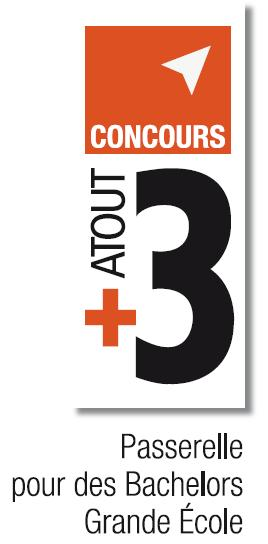 CONCOURS
ATOUT
+3
Passerelle
pour des Bachelors
Grande École